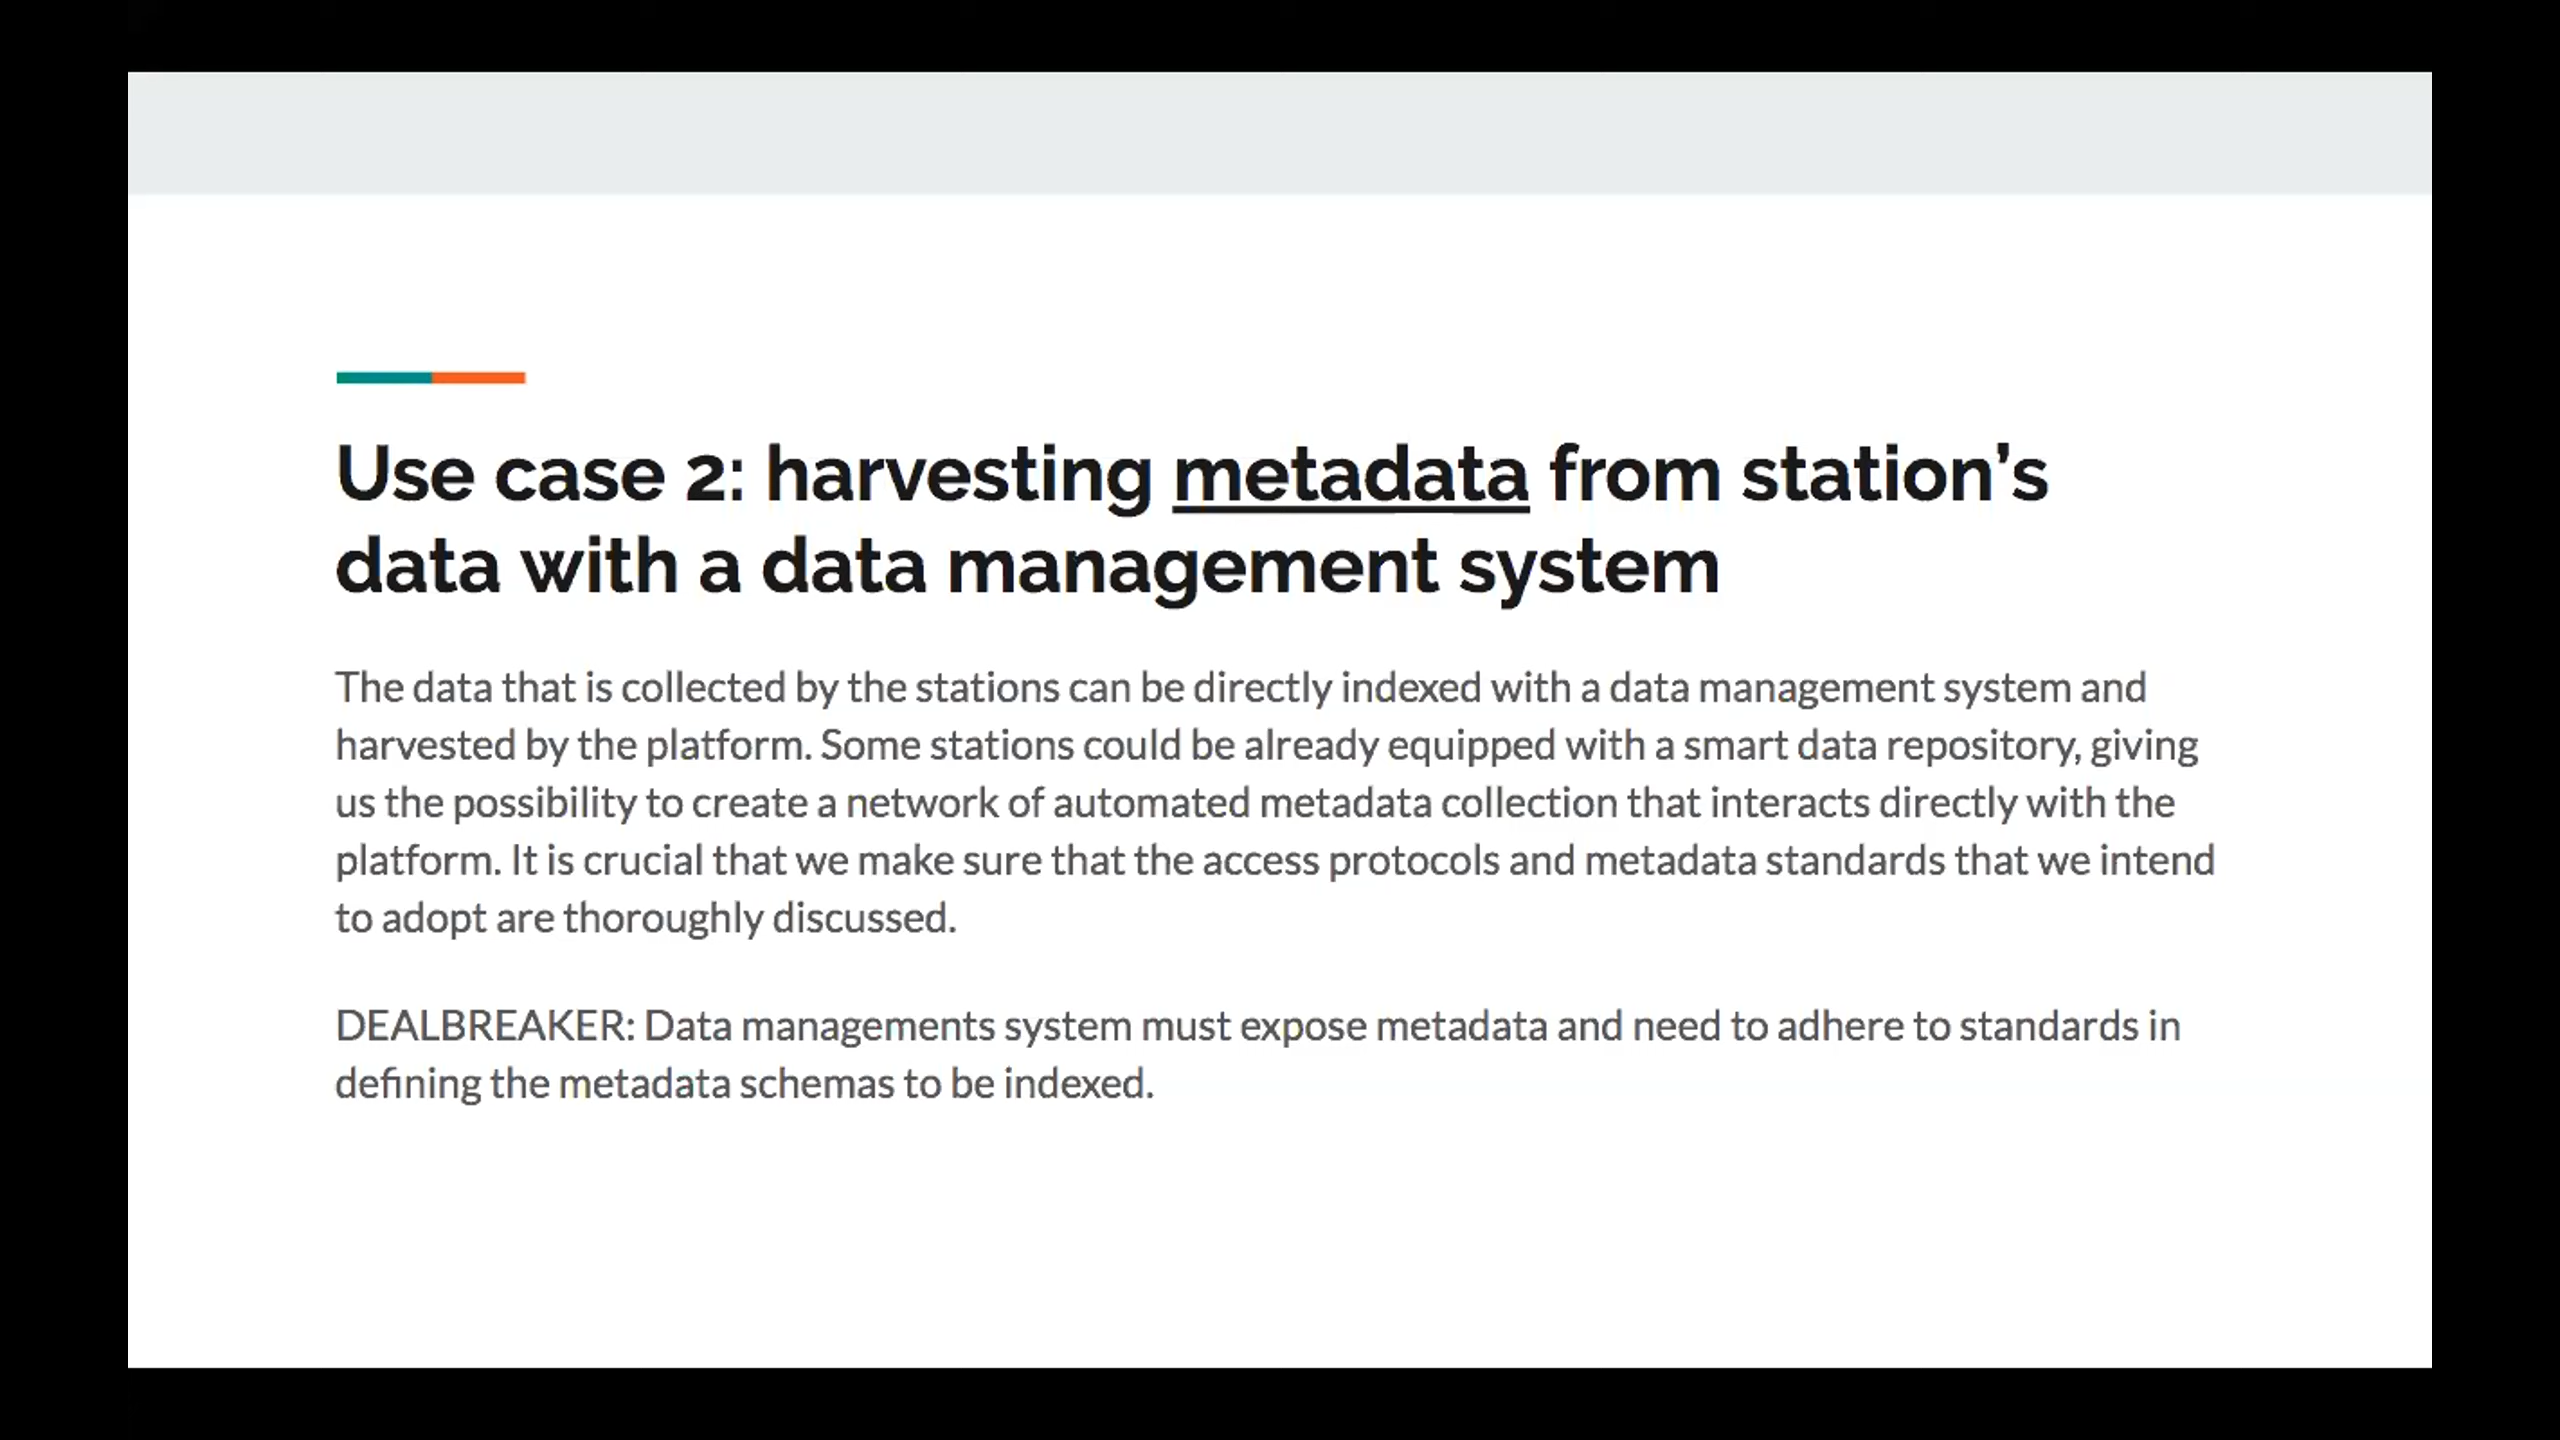 Use case 2: harvesting metadata from station’s
data with a data management system
The data that is collected by the stations can be directly indexed with a data management system and
harvested by the platform. Some stations could be already equipped with a smart data repository, giving
us the possibility to create a network of automated metadata collection that interacts directly with the
platform. It is crucial that we make sure that the access protocols and metadata standards that we intend
to adopt are thoroughly discussed.
DEALBREAKER: Data managements system must expose metadata and need to adhere to standards in
defining the metadata schemas to be indexed.